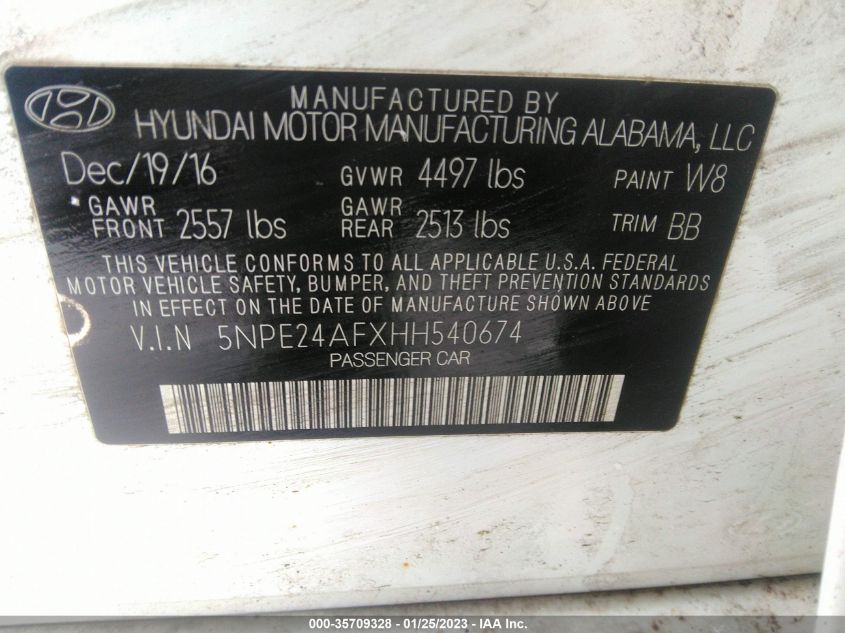 MANUFACTURED BY
HYUNDAI MOTOR MANUFACTURING ALABAMA, LLC
Dec/19/16 GVWR 4497 lbs PAINT W8
GAWR FRONT 2557 lbs GAWR REAR 2513 lbs TRIM BB
THIS VEHICLE CONFORMS TO ALL APPLICABLE U.S.A. FEDERAL
MOTOR VEHICLE SAFETY, BUMPER, AND THEFT PREVENTION STANDARDS
IN EFFECT ON THE DATE OF MANUFACTURE SHOWN ABOVE
V.I.N 5NPE24AFXHH540674
PASSENGER CAR
000-35709328 - 01/25/2023 - IAA Inc.